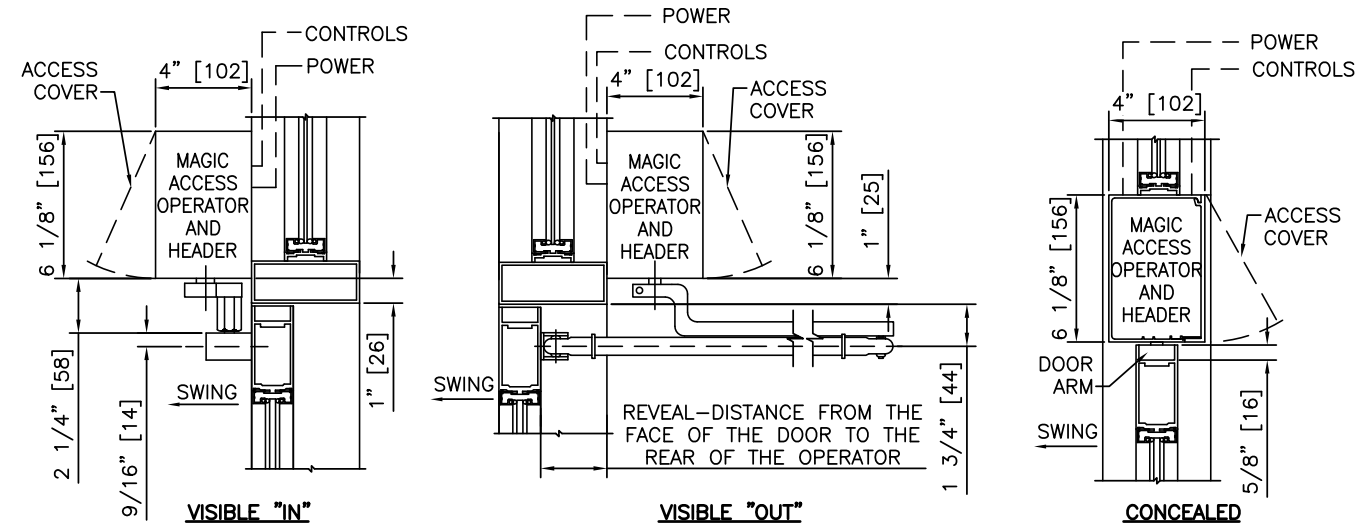 CONTROLS
POWER
ACCESS
COVER
4" [102]
6 1/8" [156]
MAGIC
ACCESS
OPERATOR
AND
HEADER
2 1/4" [58]
9/16" [14]
1" [26]
SWING
VISIBLE "IN"
POWER
CONTROLS
4" [102]
ACCESS
COVER
MAGIC
ACCESS
OPERATOR
AND
HEADER
6 1/8" [156]
1" [25]
SWING
REVEAL-DISTANCE FROM THE
FACE OF THE DOOR TO THE
REAR OF THE OPERATOR
1 3/4" [44]
VISIBLE "OUT"
POWER
CONTROLS
4" [102]
6 1/8" [156]
MAGIC
ACCESS
OPERATOR
AND
HEADER
ACCESS
COVER
DOOR
ARM
SWING
5/8" [16]
CONCEALED